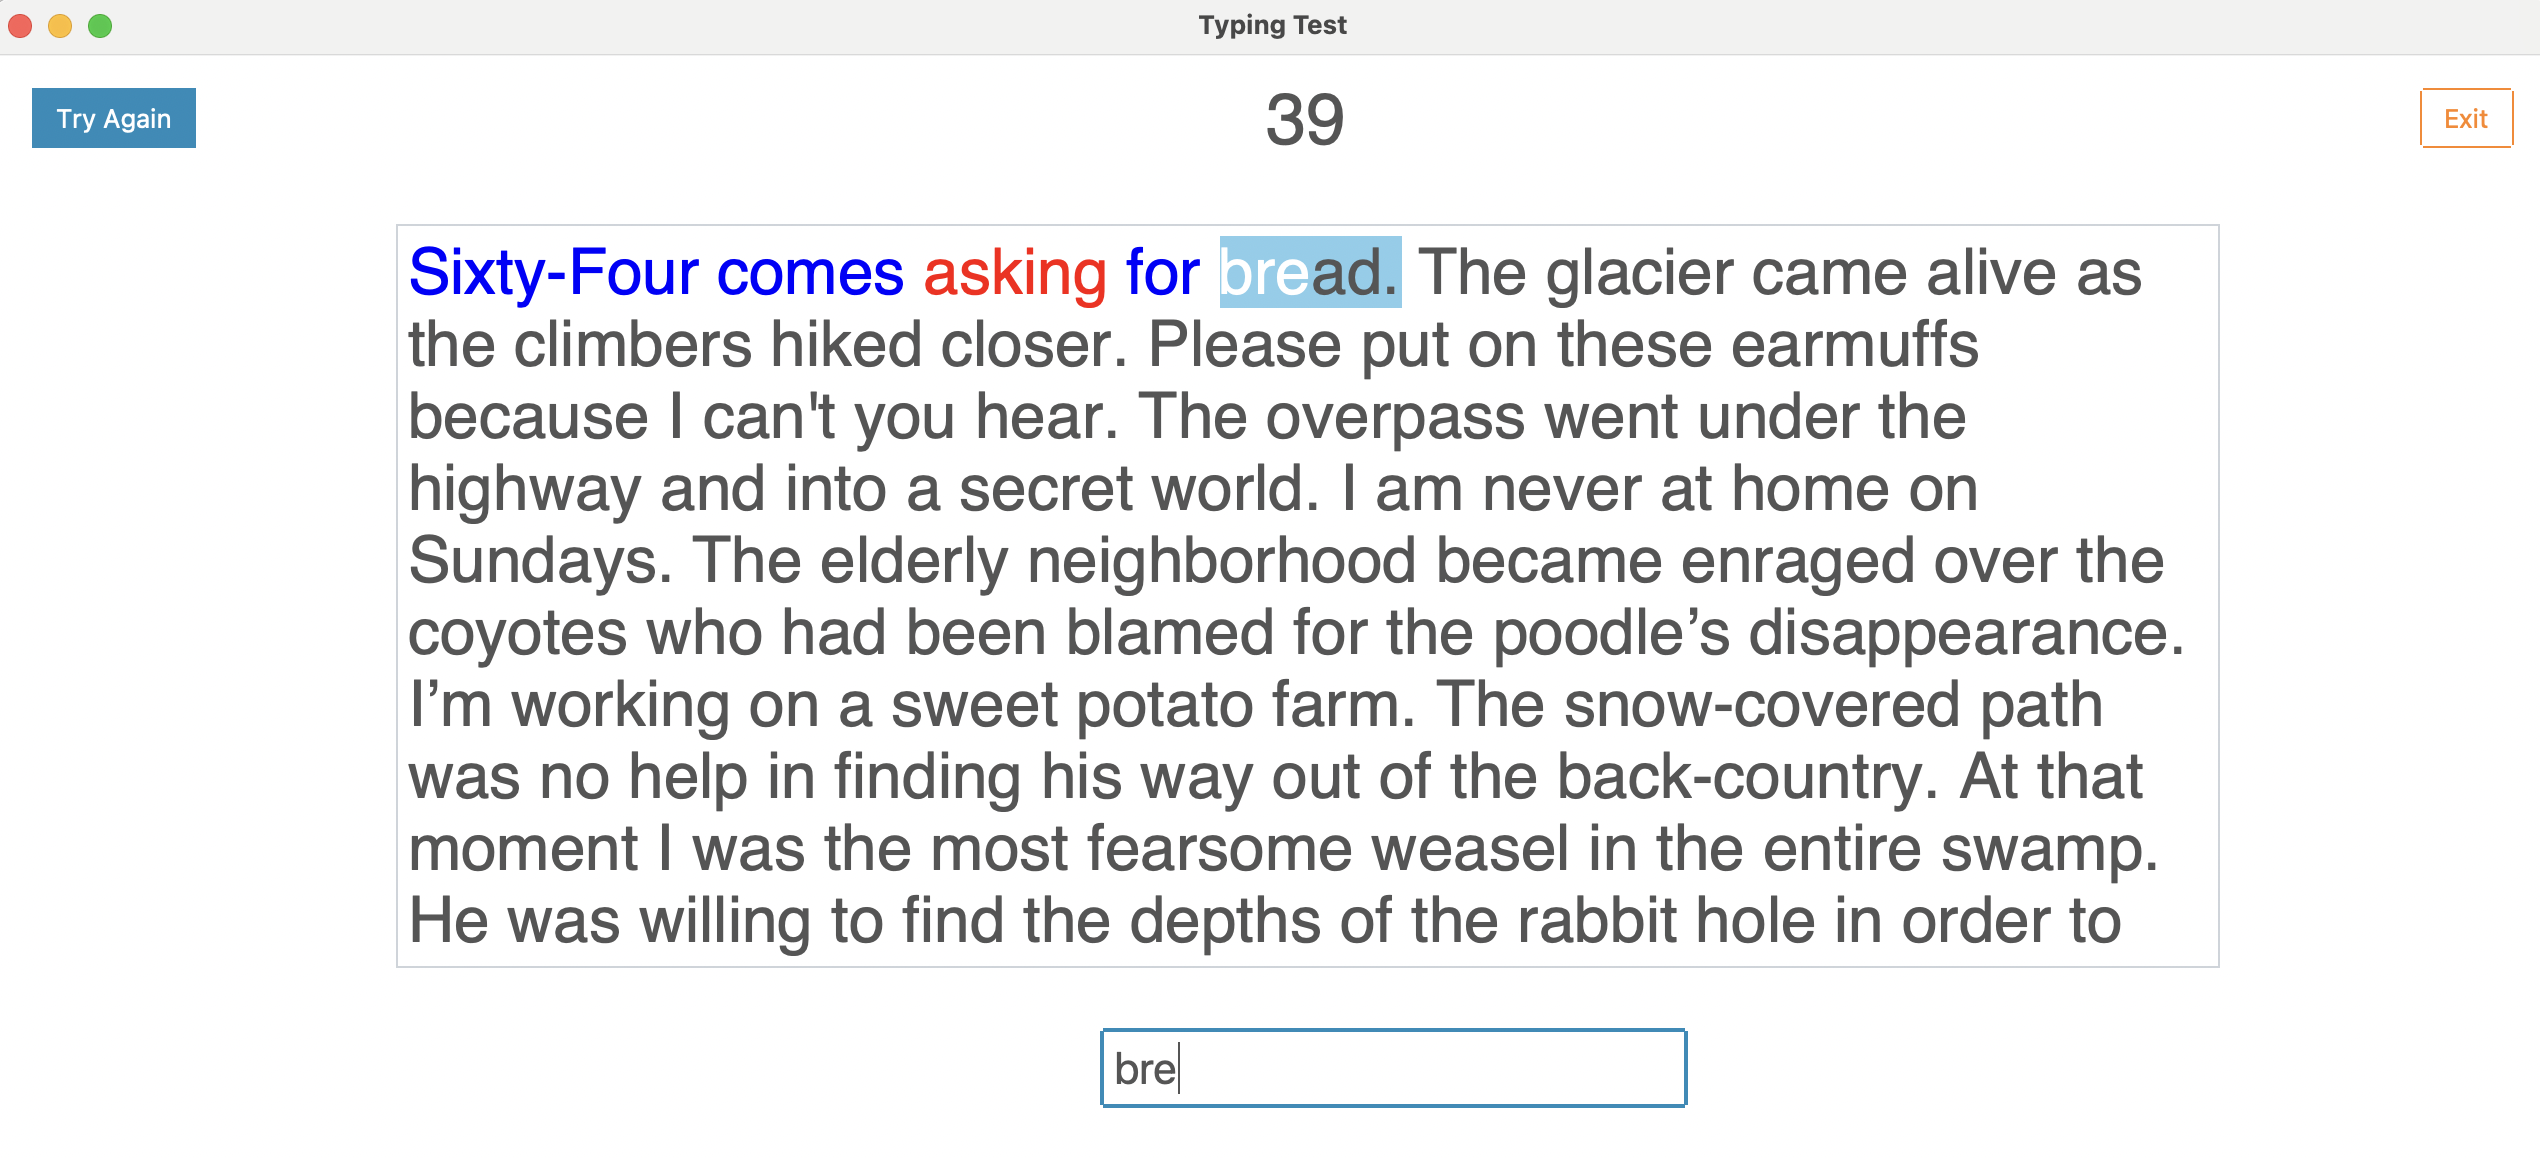 Typing Test
Try Again
39
Exit
Sixty-Four comes asking for bread. The glacier came alive as
the climbers hiked closer. Please put on these earmuffs
because I can't you hear. The overpass went under the
highway and into a secret world. I am never at home on
Sundays. The elderly neighborhood became enraged over the
coyotes who had been blamed for the poodle’s disappearance.
I’m working on a sweet potato farm. The snow-covered path
was no help in finding his way out of the back-country. At that
moment I was the most fearsome weasel in the entire swamp.
He was willing to find the depths of the rabbit hole in order to
bre